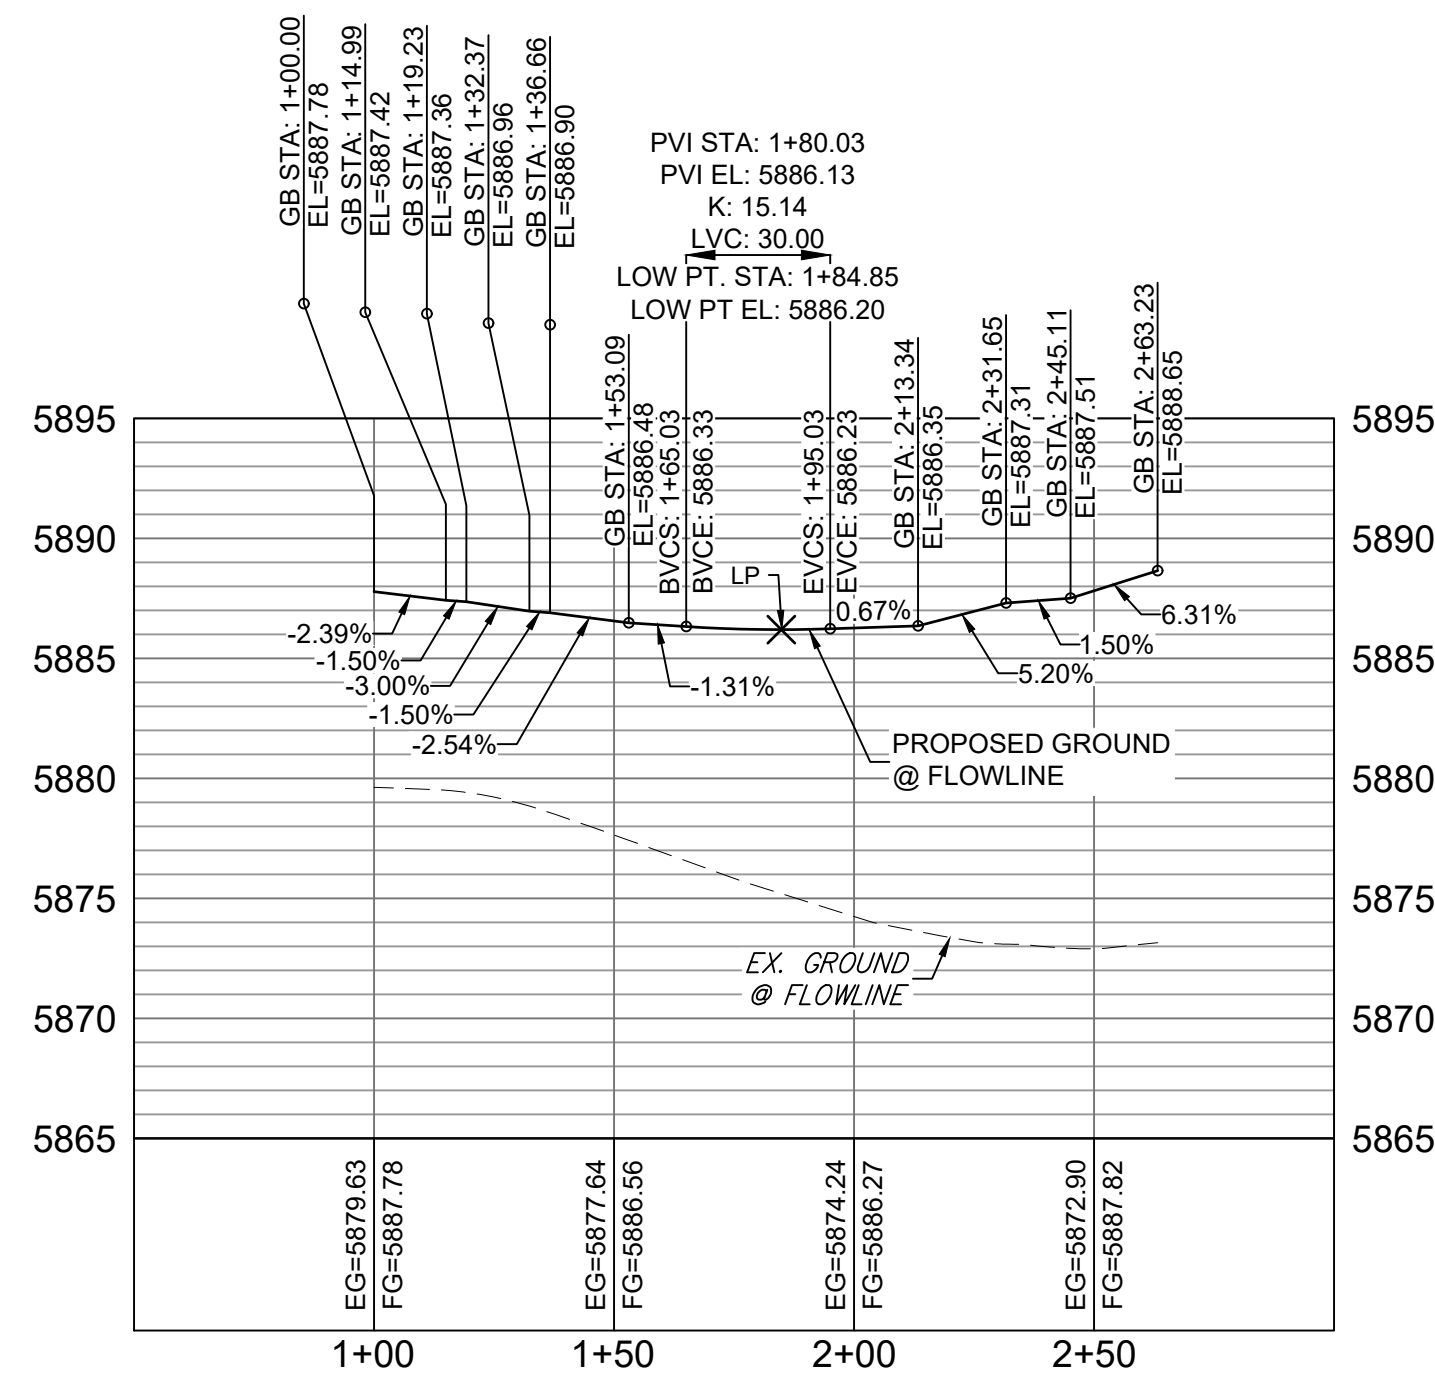 GB STA: 1+00.00
EL=5887.78
GB STA: 1+14.99
EL=5887.42
GB STA: 1+19.23
EL=5887.36
GB STA: 1+32.37
EL=5886.96
GB STA: 1+36.66
EL=5886.90
PVI STA: 1+80.03
PVI EL: 5886.13
K: 15.14
LVC: 30.00
LOW PT. STA: 1+84.85
LOW PT EL: 5886.20
GB STA: 1+53.09
EL=5886.48
BVCS: 1+65.03
BVCE: 5886.33
EVCS: 1+95.03
EVCE: 5886.23
GB STA: 2+13.34
EL=5886.35
GB STA: 2+31.65
EL=5887.31
GB STA: 2+45.11
EL=5887.51
GB STA: 2+63.23
EL=5888.65
5895
5895
5890
5890
LP
0.67%
-2.39%
-1.50%
-3.00%
-1.50%
-2.54%
-1.31%
6.31%
1.50%
5.20%
5885
5885
PROPOSED GROUND
@ FLOWLINE
5880
5880
5875
5875
EX. GROUND
@ FLOWLINE
5870
5870
5865
5865
EG=5879.63
FG=5887.78
EG=5877.64
FG=5886.56
EG=5874.24
FG=5886.27
EG=5872.90
FG=5887.82
1+00
1+50
2+00
2+50